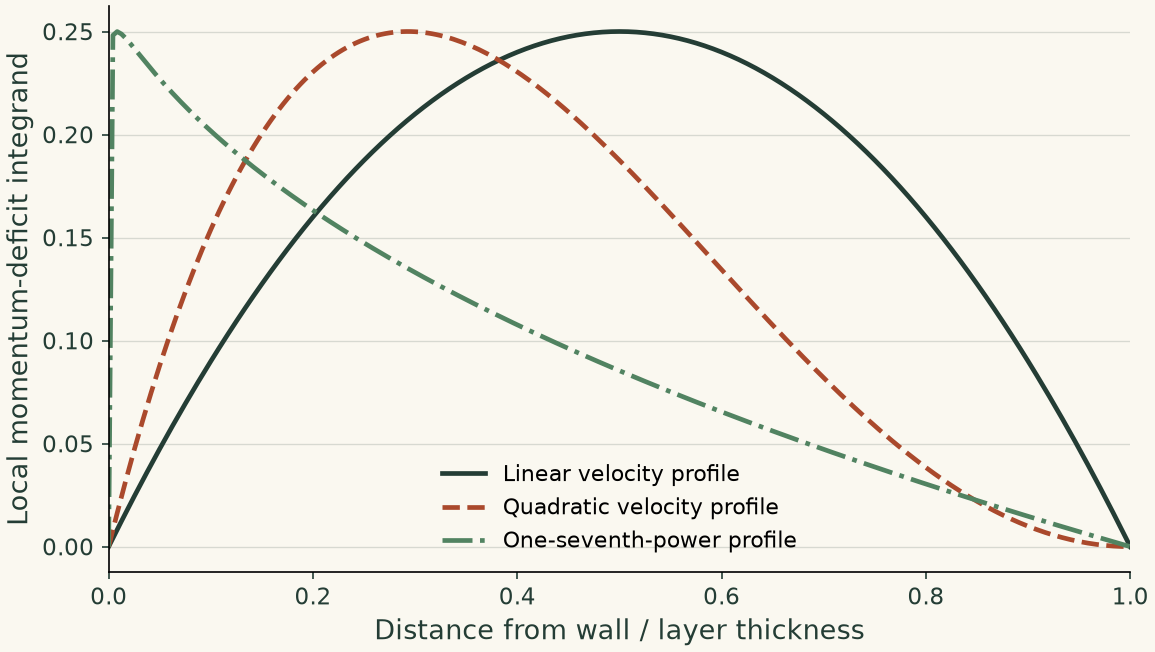 Local momentum-deficit integrand
0.25
0.20
0.15
0.10
0.05
0.00
Linear velocity profile
Quadratic velocity profile
One-seventh-power profile
0.0 0.2 0.4 0.6 0.8 1.0
Distance from wall / layer thickness